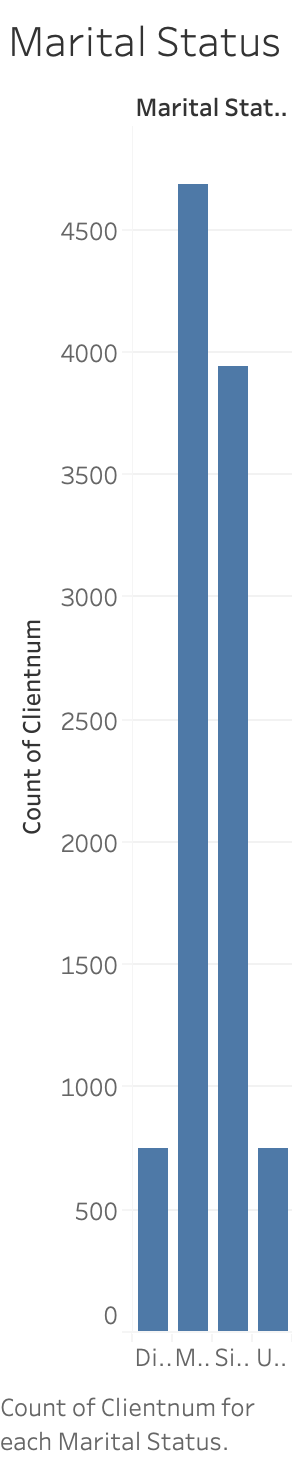 Marital Status
Marital Stat..
4500
4000
3500
3000
2500
2000
1500
1000
500
0
Count of Clientnum
Di.. M.. Si.. U..
Count of Clientnum for
each Marital Status.